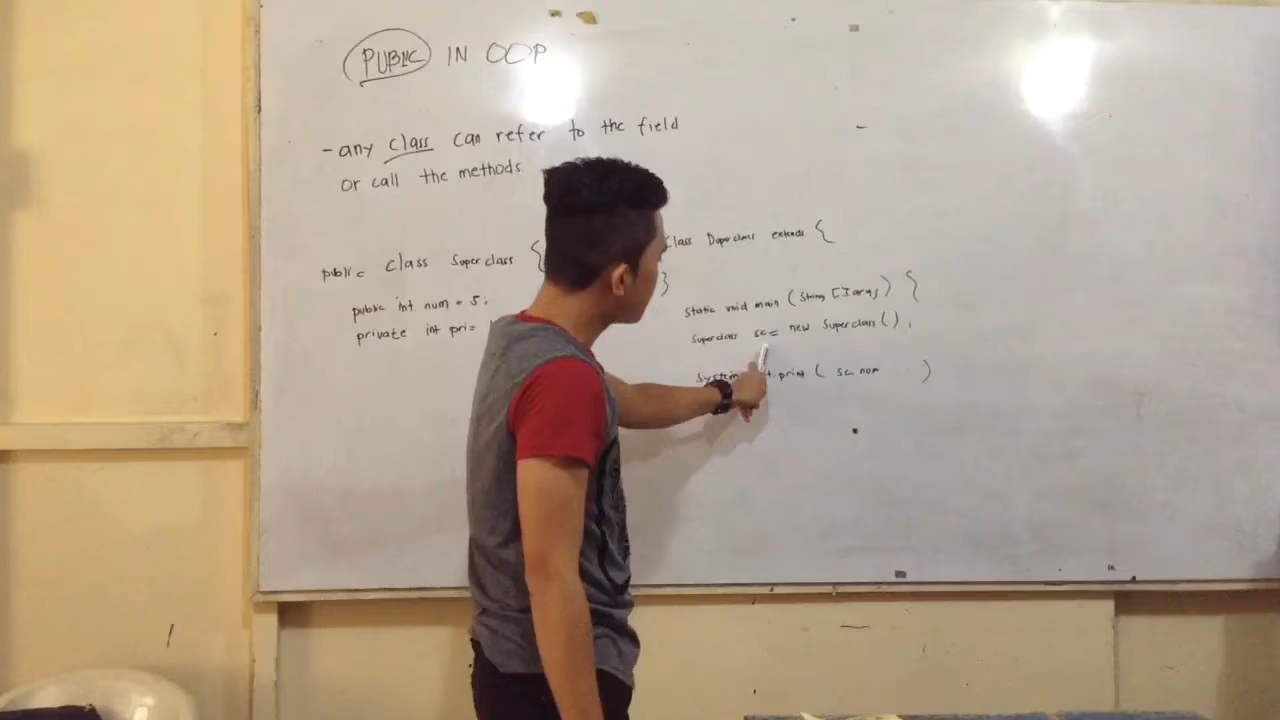 PUBLIC IN OOP
- any class can refer to the field
or call the methods
public class Superclass {
public int num = 5;
private int pri =
}
Class Duperclass extends {
static void main (String []args) {
Superclass sc = new Superclass();
System .print ( sc num )